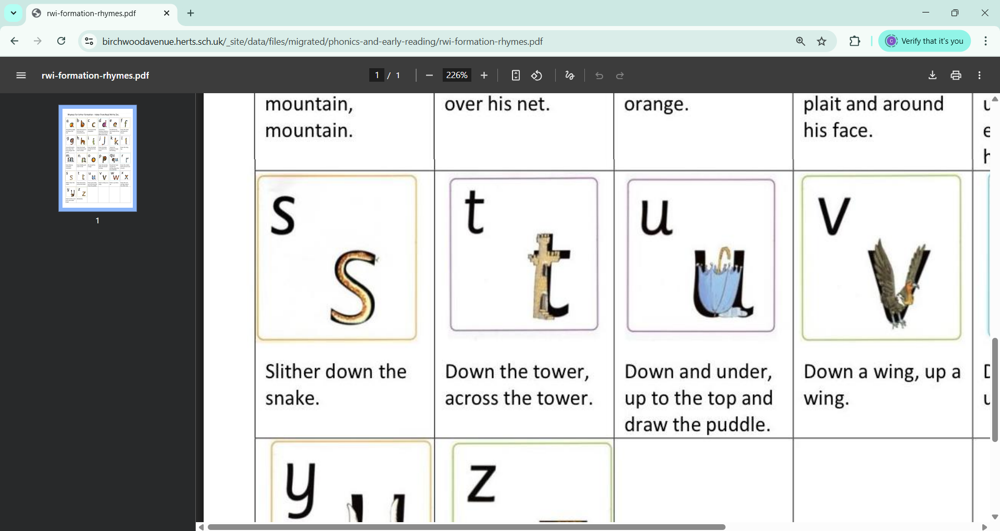 rwi-formation-rhymes.pdf
birchwoodavenue.herts.sch.uk/_site/data/files/migrated/phonics-and-early-reading/rwi-formation-rhymes.pdf
C
Verify that it's you
rwi-formation-rhymes.pdf
1 / 1
226%
1
mountain,
mountain.
over his net.
orange.
plait and around
his face.
s
Slither down the
snake.
t
Down the tower,
across the tower.
u
Down and under,
up to the top and
draw the puddle.
v
Down a wing, up a
wing.
y
z